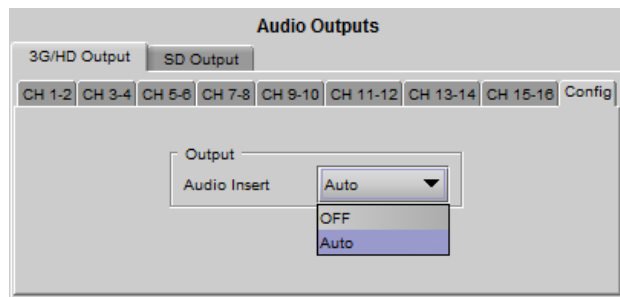 Audio Outputs
3G/HD Output SD Output
CH 1-2 CH 3-4 CH 5-6 CH 7-8 CH 9-10 CH 11-12 CH 13-14 CH 15-16 Config
Output
Audio Insert Auto
OFF
Auto